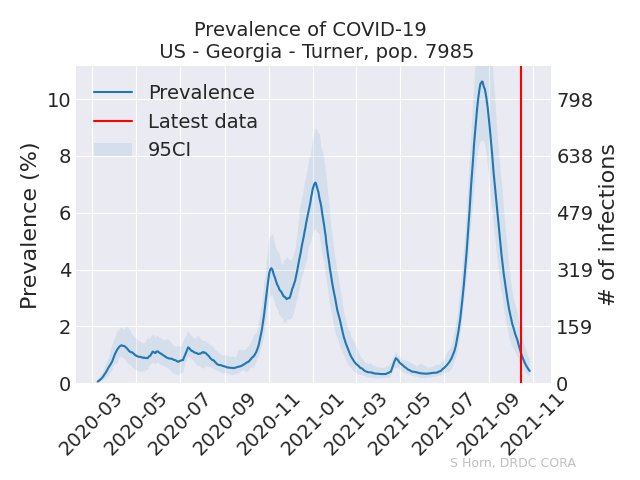 Prevalence of COVID-19
US - Georgia - Turner, pop. 7985
Prevalence
Latest data
95CI
Prevalence (%)
10
8
6
4
2
0
798
638
479
319
159
0
# of infections
2020-03
2020-05
2020-07
2020-09
2020-11
2021-01
2021-03
2021-05
2021-07
2021-09
2021-11
S Horn, DRDC CORA